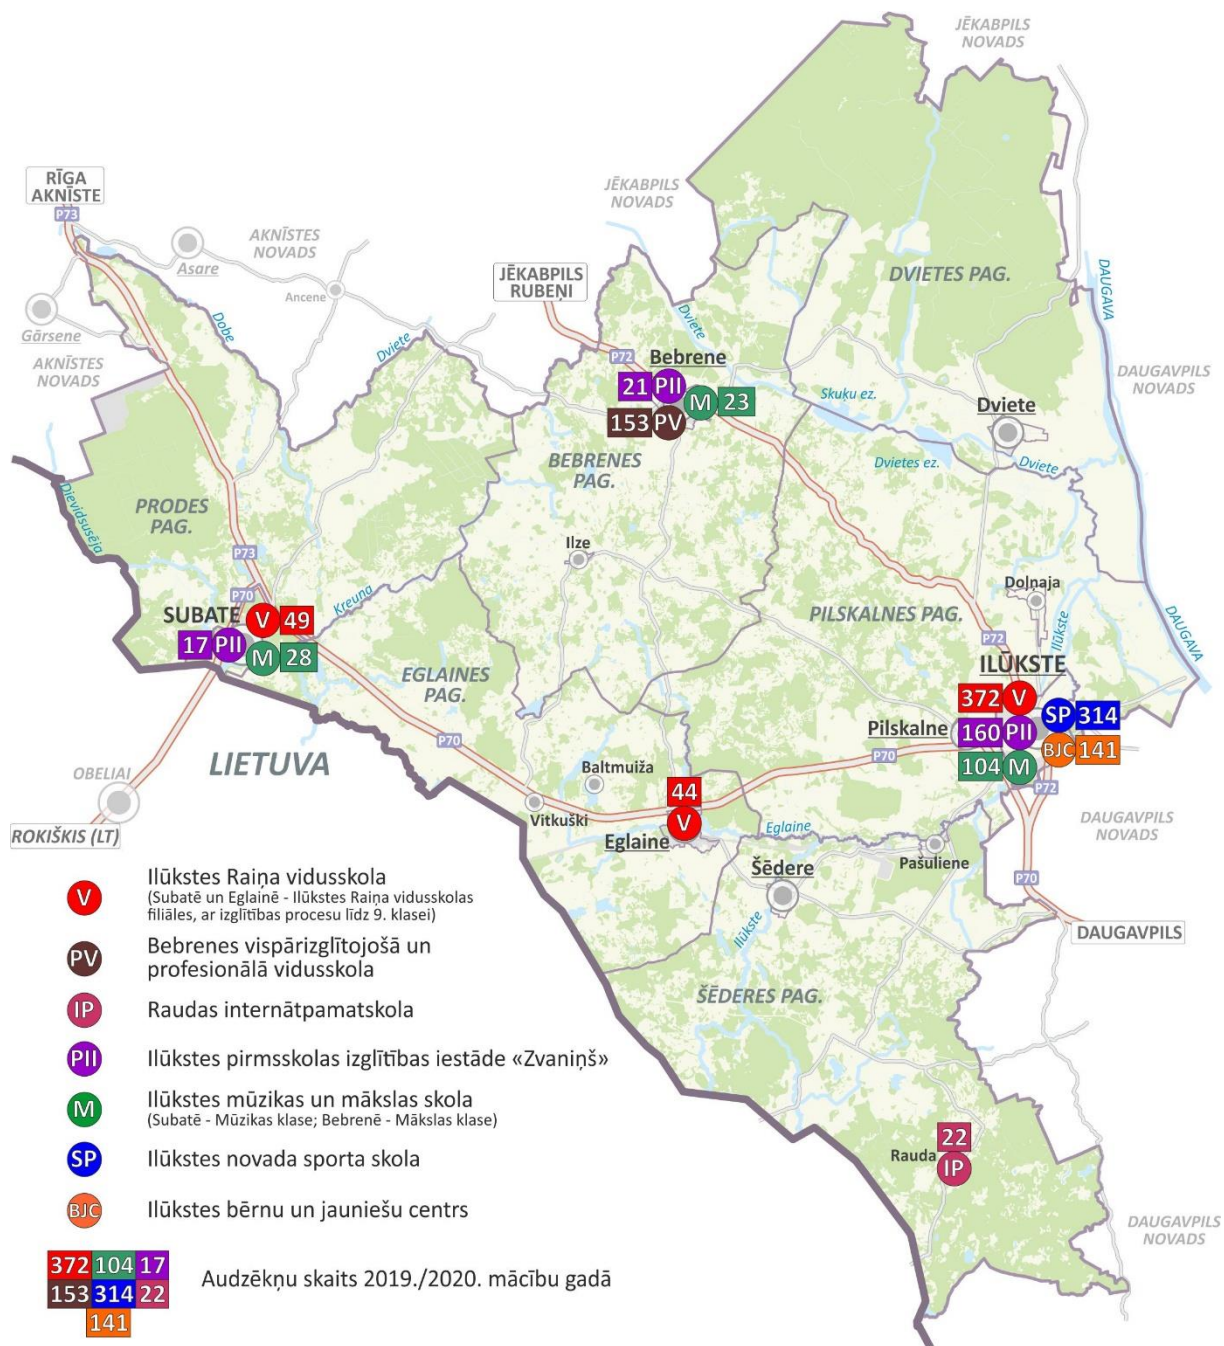 JĒKABPILS
NOVADS
RĪGA
AKNĪSTE
P73
JĒKABPILS
NOVADS
AKNĪSTES
NOVADS
Asare
Ancene
Gārsene
AKNĪSTES
NOVADS
Dobe
Dviete
JĒKABPILS
RUBEŅI
P72
Dviete
DVIETES PAG.
DAUGAVA
DAUGAVPILS
NOVADS
Bebrene
21 PII
M 23
153 PV
BEBRENES
PAG.
Skuķu ez.
Dviete
Dvietes ez.
Dviete
Dievidsusēja
PRODES
PAG.
P73
P70
Ilze
Kreuna
SUBATE
V 49
17 PII
M 28
EGLAINES
PAG.
PILSKALNES PAG.
Doļnaja
Ilūkste
P72
DAUGAVA
ILŪKSTE
372 V
SP 314
Pilskalne
160 PII
BJC 141
104 M
P70
P72
P70
LIETUVA
OBELIAI
ROKIŠKIS (LT)
Baltmuiža
Vitkuški
44
V
Eglaine
Eglaine
Pašuliene
Šēdere
Ilūkste
DAUGAVPILS
NOVADS
P70
DAUGAVPILS
ŠĒDERES PAG.
22
Rauda
IP
DAUGAVPILS
NOVADS
V Ilūkstes Raiņa vidusskola
(Subatē un Eglainē - Ilūkstes Raiņa vidusskolas
filiāles, ar izglītības procesu līdz 9. klasei)
PV Bebrenes vispārizglītojošā un
profesionālā vidusskola
IP Raudas internātpamatskola
PII Ilūkstes pirmsskolas izglītības iestāde «Zvaniņš»
M Ilūkstes mūzikas un mākslas skola
(Subatē - Mūzikas klase; Bebrenē - Mākslas klase)
SP Ilūkstes novada sporta skola
BJC Ilūkstes bērnu un jauniešu centrs
372 104 17
153 314 22
141
Audzēkņu skaits 2019./2020. mācību gadā